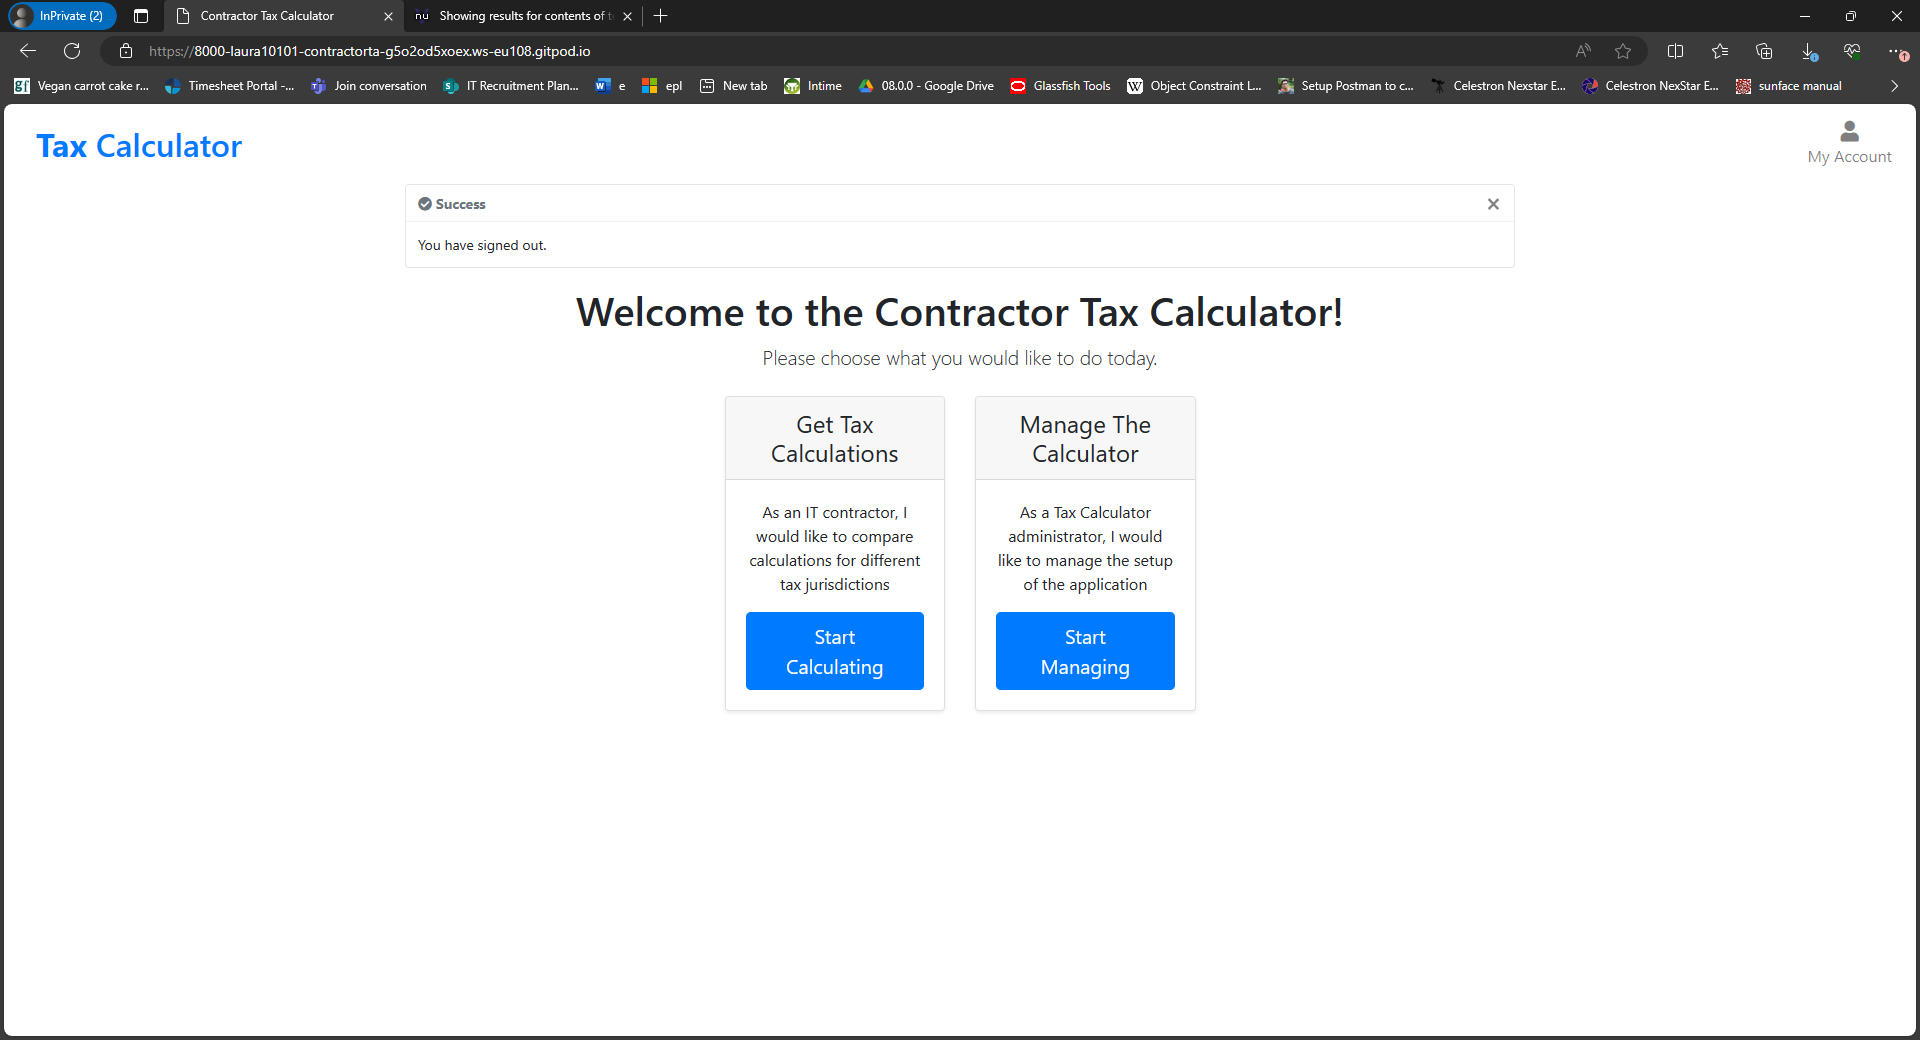 InPrivate (2)
Contractor Tax Calculator
nu
Showing results for contents of t
https://8000-laura10101-contractorta-g5o2od5xoex.ws-eu108.gitpod.io
gf Vegan carrot cake r...
Timesheet Portal -...
Join conversation
IT Recruitment Plan...
e
epl
New tab
Intime
08.0.0 - Google Drive
Glassfish Tools
W Object Constraint L...
Setup Postman to c...
Celestron Nexstar E...
Celestron NexStar E...
sunface manual
Tax Calculator
My Account
Success
You have signed out.
Welcome to the Contractor Tax Calculator!
Please choose what you would like to do today.
Get Tax
Calculations
As an IT contractor, I
would like to compare
calculations for different
tax jurisdictions
Start
Calculating
Manage The
Calculator
As a Tax Calculator
administrator, I would
like to manage the setup
of the application
Start
Managing